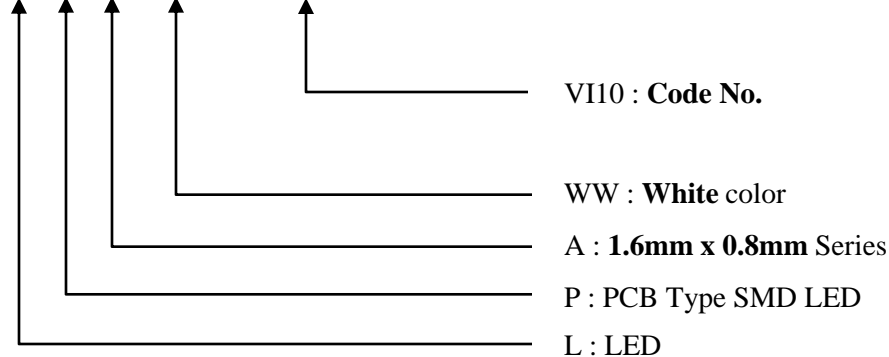 VI10 : Code No.
WW : White color
A : 1.6mm x 0.8mm Series
P : PCB Type SMD LED
L : LED